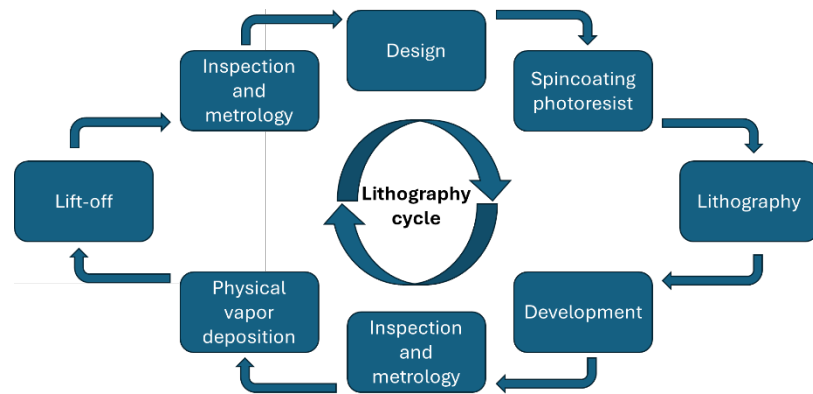 Design
Spincoating
photoresist
Lithography
Development
Inspection
and
metrology
Physical
vapor
deposition
Lift-off
Inspection
and
metrology
Lithography
cycle